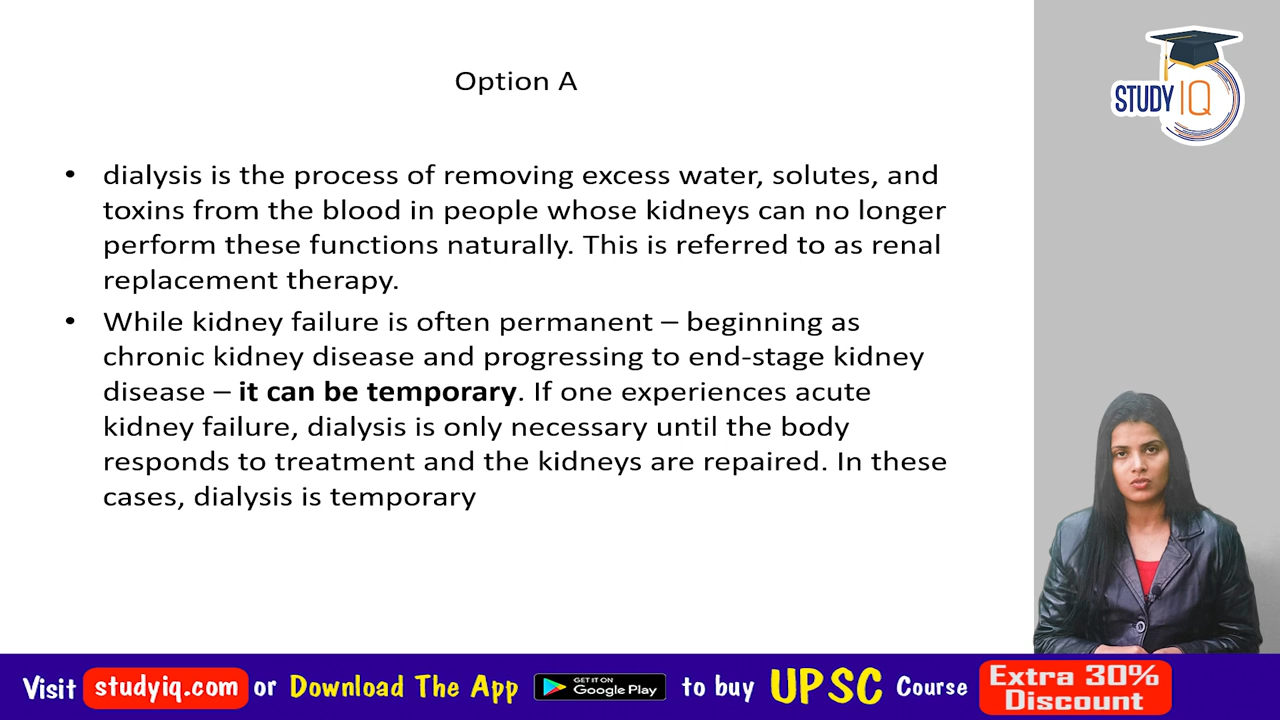 Option A
STUDY IQ
• dialysis is the process of removing excess water, solutes, and
toxins from the blood in people whose kidneys can no longer
perform these functions naturally. This is referred to as renal
replacement therapy.
• While kidney failure is often permanent – beginning as
chronic kidney disease and progressing to end-stage kidney
disease – it can be temporary. If one experiences acute
kidney failure, dialysis is only necessary until the body
responds to treatment and the kidneys are repaired. In these
cases, dialysis is temporary
Visit studyiq.com or Download The App GET IT ON Google Play to buy UPSC Course Extra 30% Discount